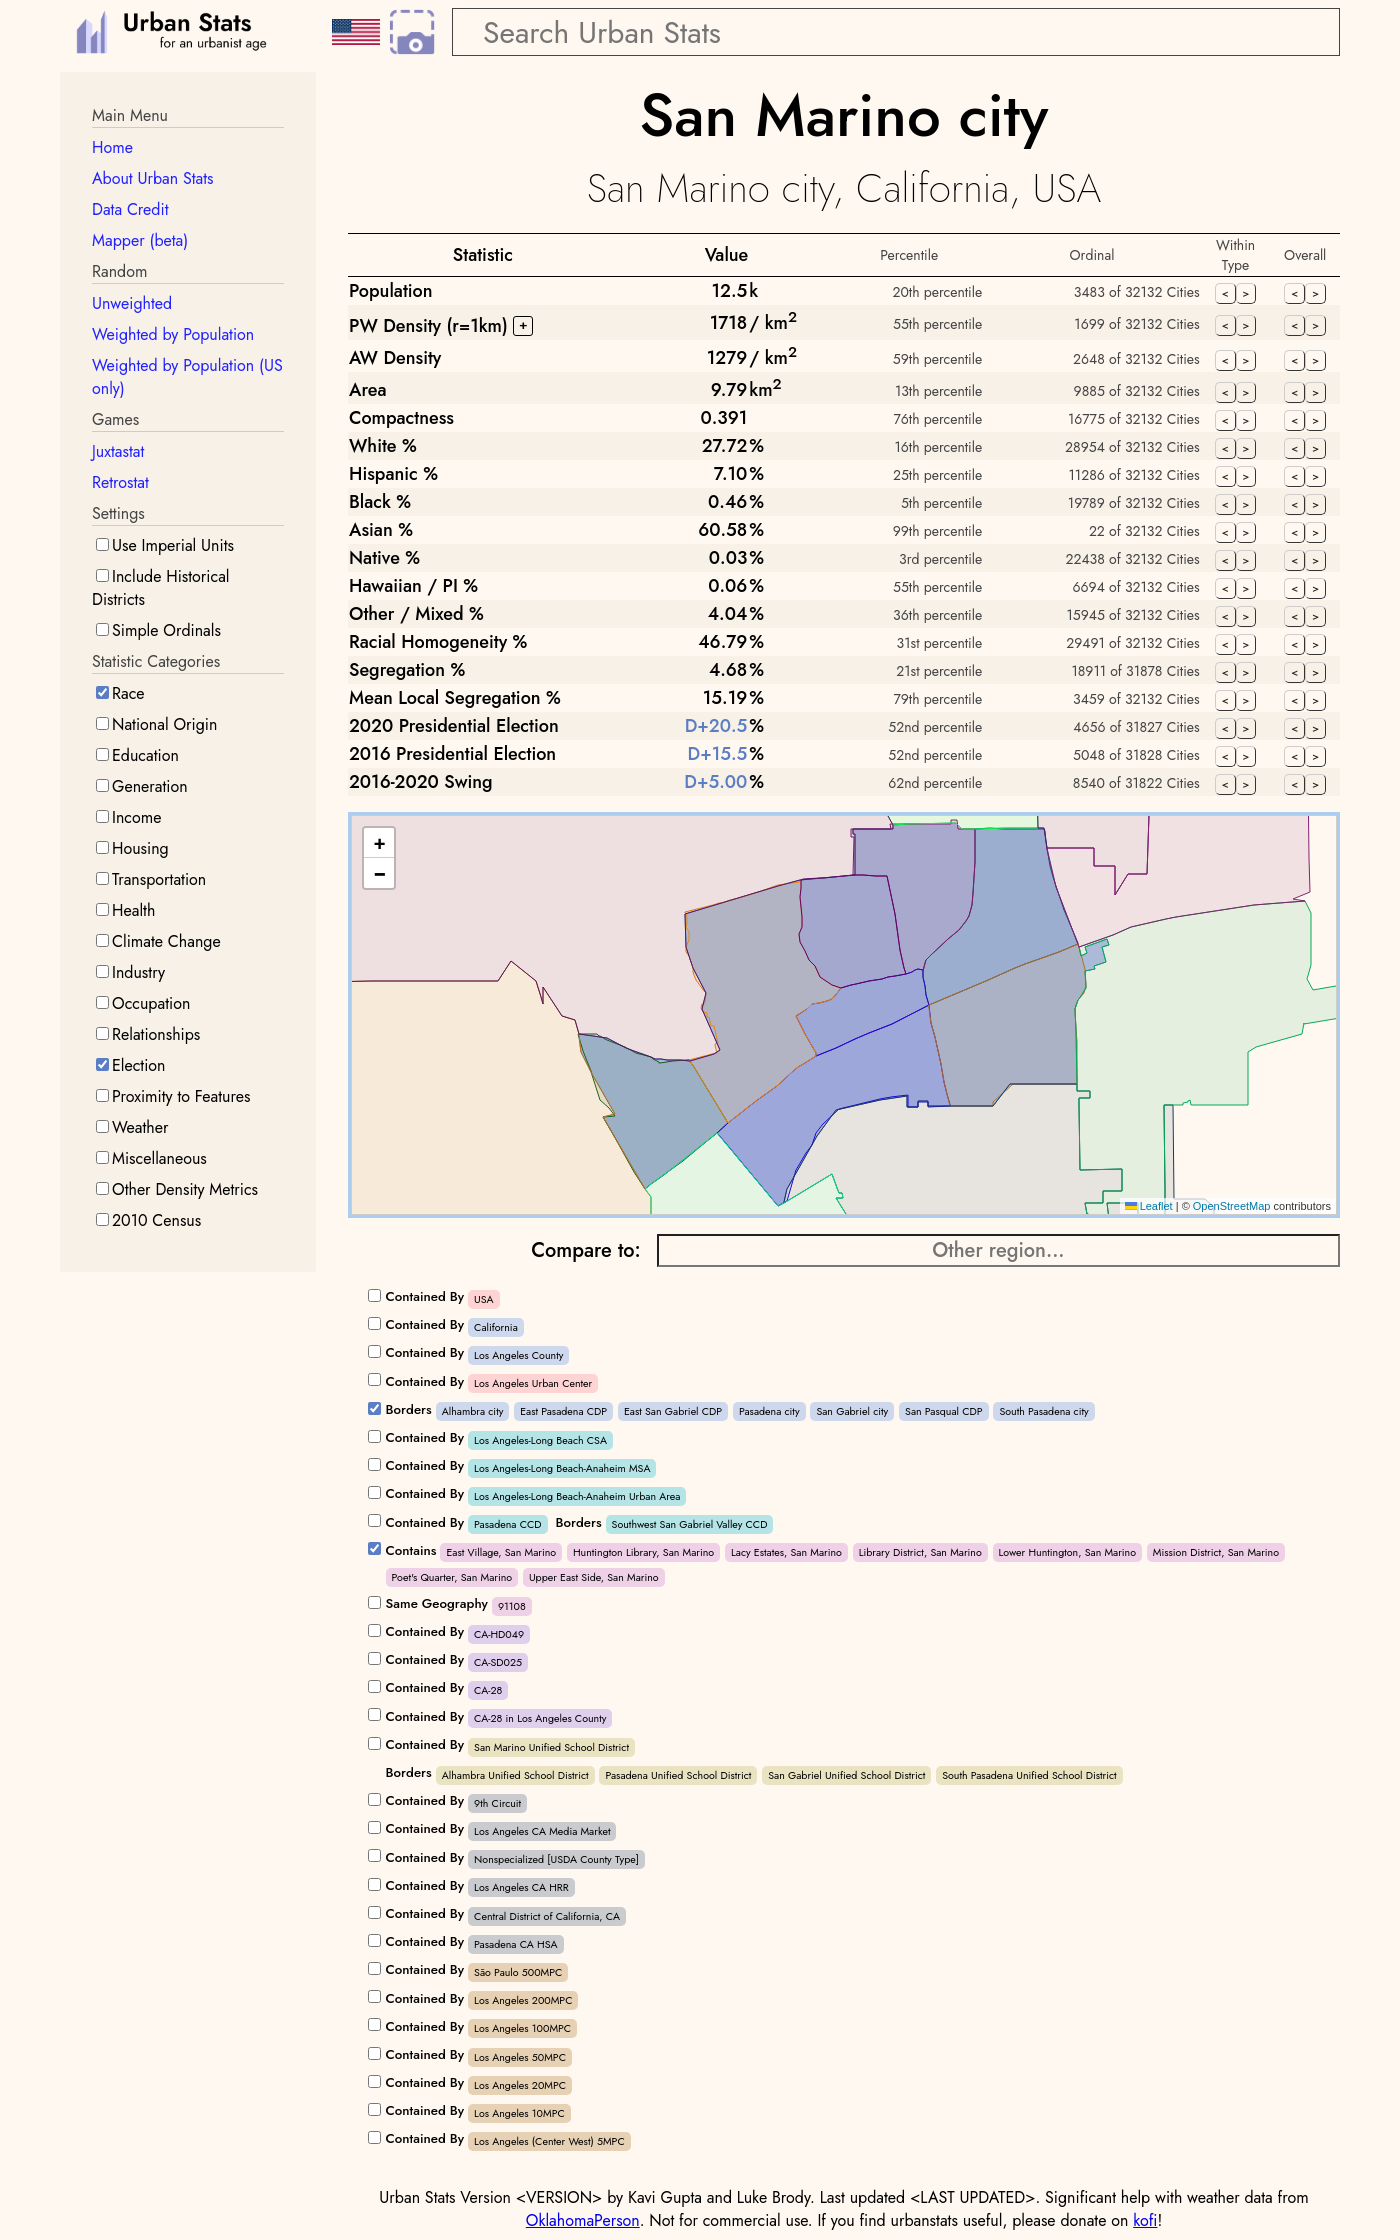 Urban Stats
for an urbanist age
Search Urban Stats
Main Menu
Home
About Urban Stats
Data Credit
Mapper (beta)
Random
Unweighted
Weighted by Population
Weighted by Population (US
only)
Games
Juxtastat
Retrostat
Settings
Use Imperial Units
Include Historical
Districts
Simple Ordinals
Statistic Categories
Race
National Origin
Education
Generation
Income
Housing
Transportation
Health
Climate Change
Industry
Occupation
Relationships
Election
Proximity to Features
Weather
Miscellaneous
Other Density Metrics
2010 Census
San Marino city
San Marino city, California, USA
Statistic Value Percentile Ordinal Within Type Overall
Population 12.5k 20th percentile 3483 of 32132 Cities < > < >
PW Density (r=1km) + 1718 / km² 55th percentile 1699 of 32132 Cities < > < >
AW Density 1279 / km² 59th percentile 2648 of 32132 Cities < > < >
Area 9.79 km² 13th percentile 9885 of 32132 Cities < > < >
Compactness 0.391 76th percentile 16775 of 32132 Cities < > < >
White % 27.72% 16th percentile 28954 of 32132 Cities < > < >
Hispanic % 7.10% 25th percentile 11286 of 32132 Cities < > < >
Black % 0.46% 5th percentile 19789 of 32132 Cities < > < >
Asian % 60.58% 99th percentile 22 of 32132 Cities < > < >
Native % 0.03% 3rd percentile 22438 of 32132 Cities < > < >
Hawaiian / PI % 0.06% 55th percentile 6694 of 32132 Cities < > < >
Other / Mixed % 4.04% 36th percentile 15945 of 32132 Cities < > < >
Racial Homogeneity % 46.79% 31st percentile 29491 of 32132 Cities < > < >
Segregation % 4.68% 21st percentile 18911 of 31878 Cities < > < >
Mean Local Segregation % 15.19% 79th percentile 3459 of 32132 Cities < > < >
2020 Presidential Election D+20.5% 52nd percentile 4656 of 31827 Cities < > < >
2016 Presidential Election D+15.5% 52nd percentile 5048 of 31828 Cities < > < >
2016-2020 Swing D+5.00% 62nd percentile 8540 of 31822 Cities < > < >
+
−
Leaflet | © OpenStreetMap contributors
Compare to: Other region...
Contained By USA
Contained By California
Contained By Los Angeles County
Contained By Los Angeles Urban Center
Borders Alhambra city East Pasadena CDP East San Gabriel CDP Pasadena city San Gabriel city San Pasqual CDP South Pasadena city
Contained By Los Angeles-Long Beach CSA
Contained By Los Angeles-Long Beach-Anaheim MSA
Contained By Los Angeles-Long Beach-Anaheim Urban Area
Contained By Pasadena CCD Borders Southwest San Gabriel Valley CCD
Contains East Village, San Marino Huntington Library, San Marino Lacy Estates, San Marino Library District, San Marino Lower Huntington, San Marino Mission District, San Marino
Poet's Quarter, San Marino Upper East Side, San Marino
Same Geography 91108
Contained By CA-HD049
Contained By CA-SD025
Contained By CA-28
Contained By CA-28 in Los Angeles County
Contained By San Marino Unified School District
Borders Alhambra Unified School District Pasadena Unified School District San Gabriel Unified School District South Pasadena Unified School District
Contained By 9th Circuit
Contained By Los Angeles CA Media Market
Contained By Nonspecialized [USDA County Type]
Contained By Los Angeles CA HRR
Contained By Central District of California, CA
Contained By Pasadena CA HSA
Contained By São Paulo 500MPC
Contained By Los Angeles 200MPC
Contained By Los Angeles 100MPC
Contained By Los Angeles 50MPC
Contained By Los Angeles 20MPC
Contained By Los Angeles 10MPC
Contained By Los Angeles (Center West) 5MPC
Urban Stats Version <VERSION> by Kavi Gupta and Luke Brody. Last updated <LAST UPDATED>. Significant help with weather data from
OklahomaPerson. Not for commercial use. If you find urbanstats useful, please donate on kofi!